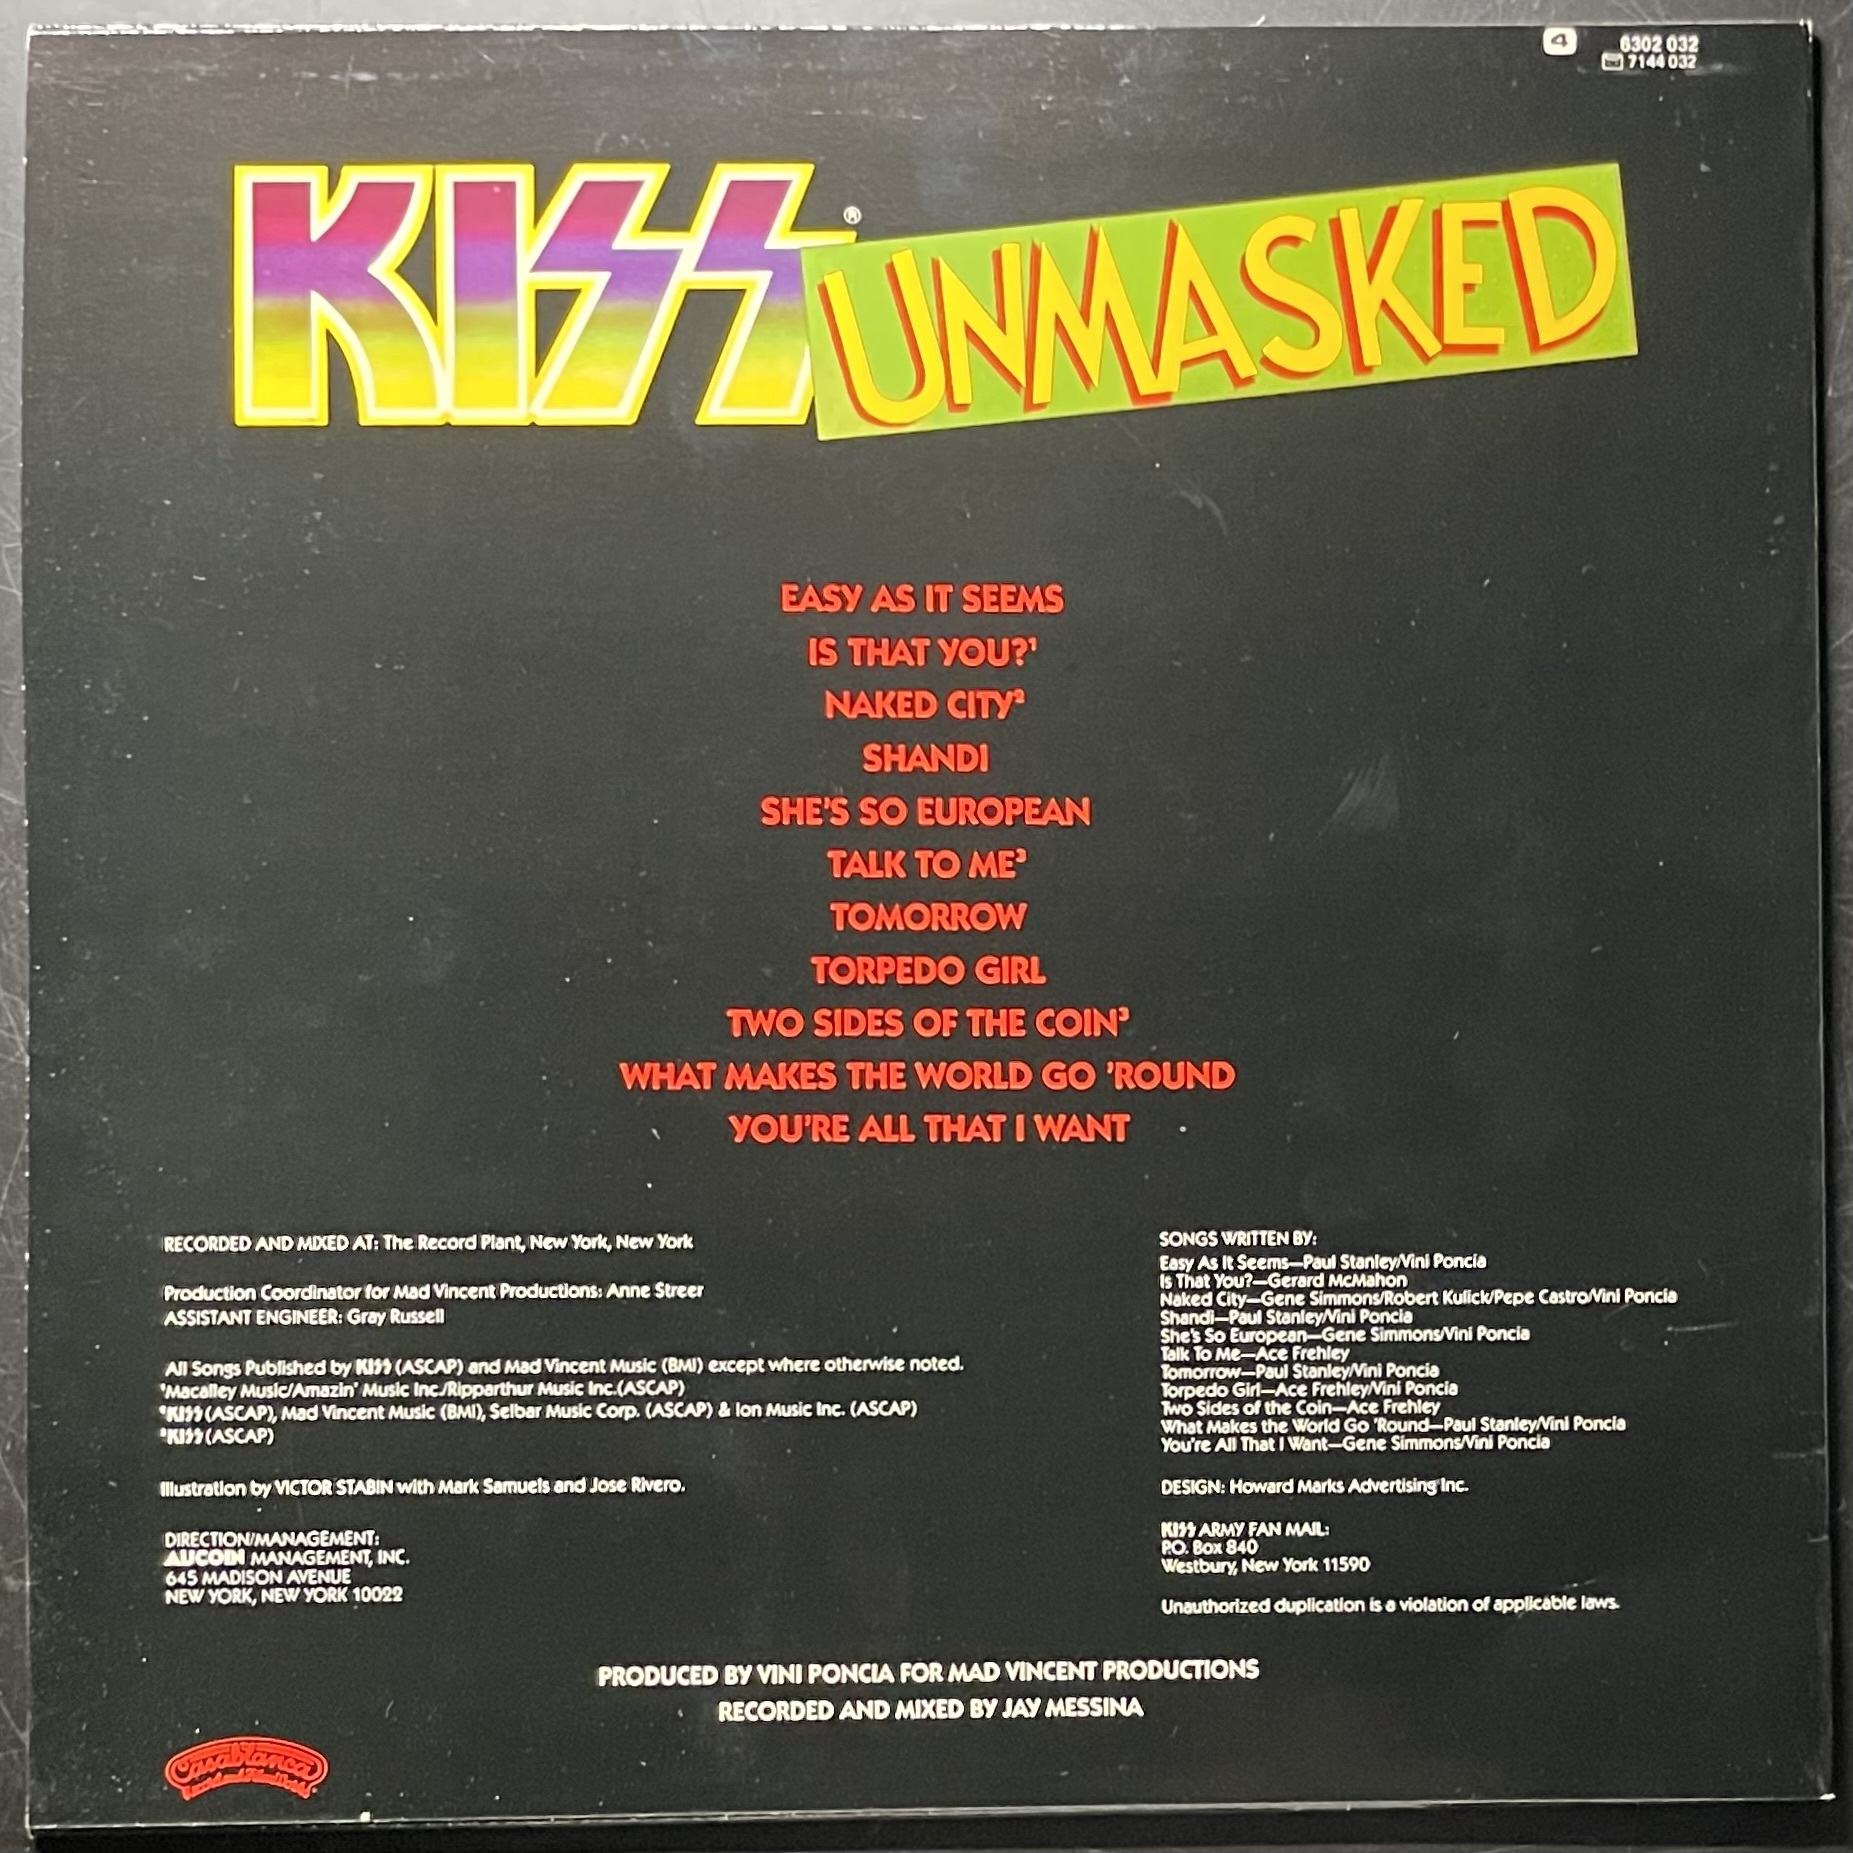 4 6302 032
7144 032
KISS®
UNMASKED
EASY AS IT SEEMS
IS THAT YOU?¹
NAKED CITY²
SHANDI
SHE'S SO EUROPEAN
TALK TO ME³
TOMORROW
TORPEDO GIRL
TWO SIDES OF THE COIN³
WHAT MAKES THE WORLD GO 'ROUND
YOU'RE ALL THAT I WANT
RECORDED AND MIXED AT: The Record Plant, New York, New York
Production Coordinator for Mad Vincent Productions: Anne Streer
ASSISTANT ENGINEER: Gray Russell
All Songs Published by KISS (ASCAP) and Mad Vincent Music (BMI) except where otherwise noted.
¹Macalley Music/Amazin' Music Inc./Ripparthur Music Inc.(ASCAP)
²KISS (ASCAP), Mad Vincent Music (BMI), Selbar Music Corp. (ASCAP) & Ion Music Inc. (ASCAP)
³KISS (ASCAP)
Illustration by VICTOR STABIN with Mark Samuels and Jose Rivero.
DIRECTION/MANAGEMENT:
AUCOIN MANAGEMENT, INC.
645 MADISON AVENUE
NEW YORK, NEW YORK 10022
SONGS WRITTEN BY:
Easy As It Seems—Paul Stanley/Vini Poncia
Is That You?—Gerard McMahon
Naked City—Gene Simmons/Robert Kulick/Pepe Castro/Vini Poncia
Shandi—Paul Stanley/Vini Poncia
She's So European—Gene Simmons/Vini Poncia
Talk To Me—Ace Frehley
Tomorrow—Paul Stanley/Vini Poncia
Torpedo Girl—Ace Frehley/Vini Poncia
Two Sides of the Coin—Ace Frehley
What Makes the World Go 'Round—Paul Stanley/Vini Poncia
You're All That I Want—Gene Simmons/Vini Poncia
DESIGN: Howard Marks Advertising Inc.
KISS ARMY FAN MAIL:
P.O. Box 840
Westbury, New York 11590
Unauthorized duplication is a violation of applicable laws.
PRODUCED BY VINI PONCIA FOR MAD VINCENT PRODUCTIONS
RECORDED AND MIXED BY JAY MESSINA
Casablanca